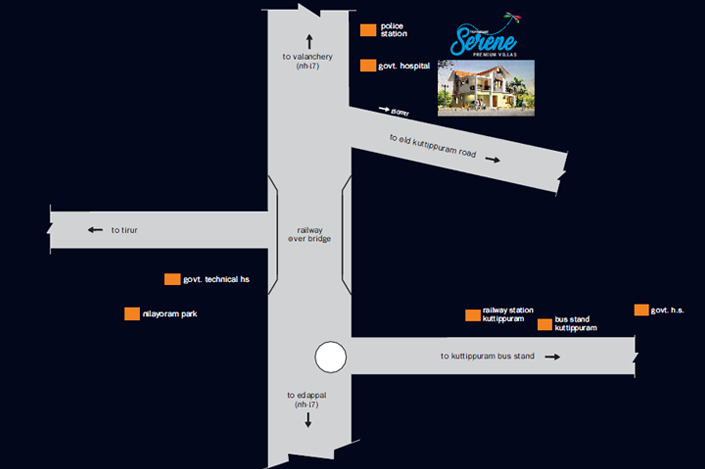 police
station
govt. hospital
to valanchery
(nh-17)
Serene
PREMIUM VILLAS
to old kuttippuram road
to tirur
railway
over bridge
govt. technical hs
nilayoram park
railway station
kuttippuram
bus stand
kuttippuram
govt. h.s.
to kuttippuram bus stand
to edappal
(nh-17)